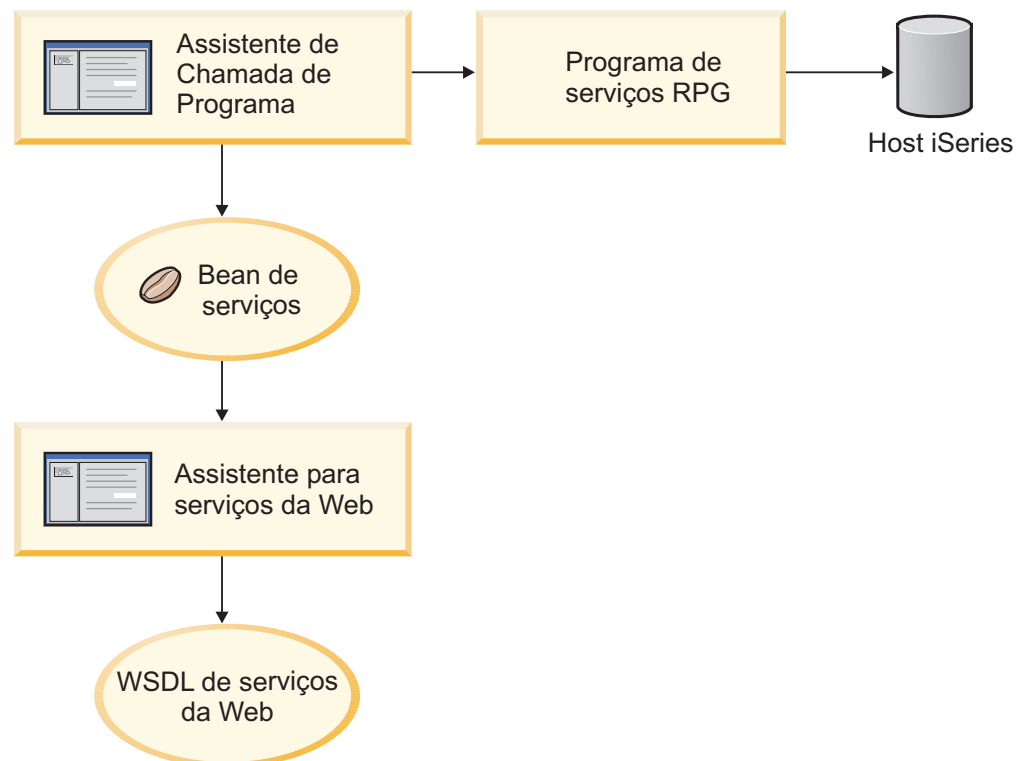 Assistente de
Chamada de
Programa
Programa de
serviços RPG
Host iSeries
Bean de
serviços
Assistente para
serviços da Web
WSDL de serviços
da Web